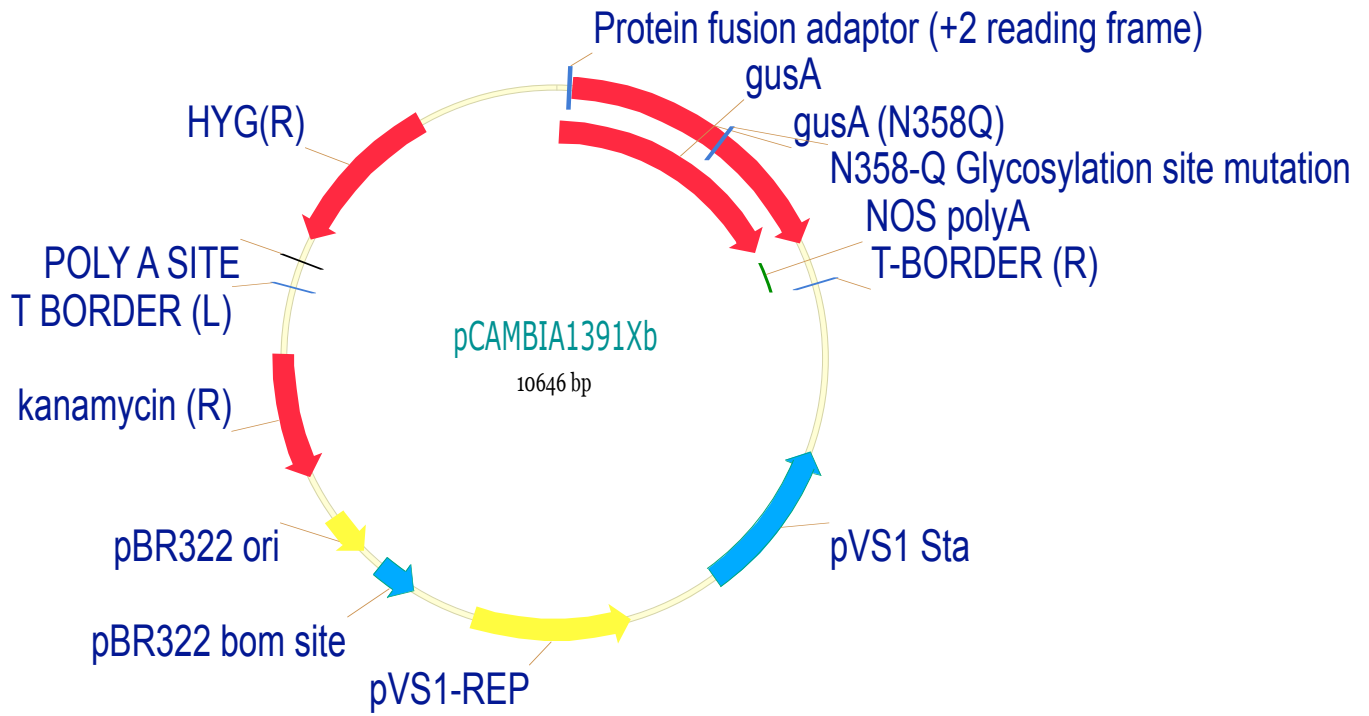 Protein fusion adaptor (+2 reading frame)
gusA
HYG(R)
gusA (N358Q)
N358-Q Glycosylation site mutation
NOS polyA
POLY A SITE
T-BORDER (R)
T BORDER (L)
pCAMBIA1391Xb
10646 bp
kanamycin (R)
pBR322 ori
pVS1 Sta
pBR322 bom site
pVS1-REP